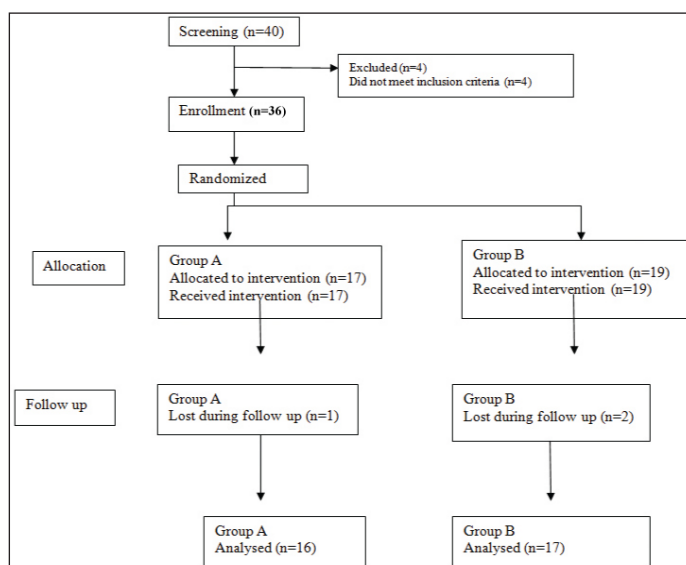 Screening (n=40)
Excluded (n=4)
Did not meet inclusion criteria (n=4)
Enrollment (n=36)
Randomized
Allocation
Group A
Allocated to intervention (n=17)
Received intervention (n=17)
Group B
Allocated to intervention (n=19)
Received intervention (n=19)
Follow up
Group A
Lost during follow up (n=1)
Group B
Lost during follow up (n=2)
Group A
Analysed (n=16)
Group B
Analysed (n=17)